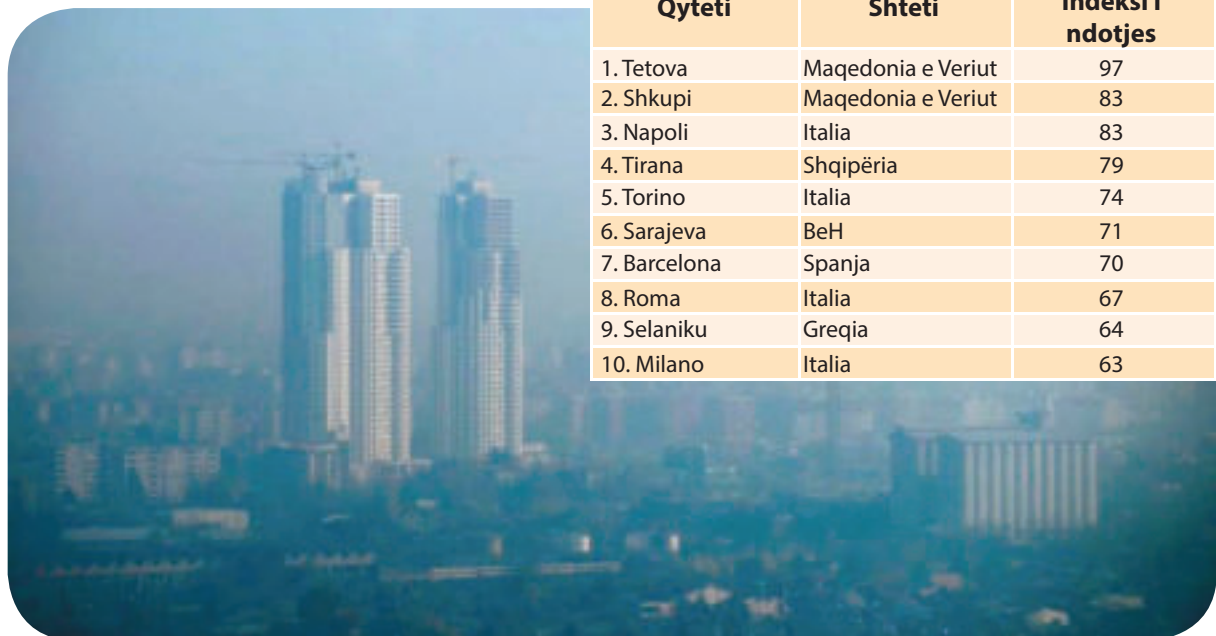 Qyteti Shteti Indeksi i
ndotjes
1. Tetova Maqedonia e Veriut 97
2. Shkupi Maqedonia e Veriut 83
3. Napoli Italia 83
4. Tirana Shqipëria 79
5. Torino Italia 74
6. Sarajeva BeH 71
7. Barcelona Spanja 70
8. Roma Italia 67
9. Selaniku Greqia 64
10. Milano Italia 63